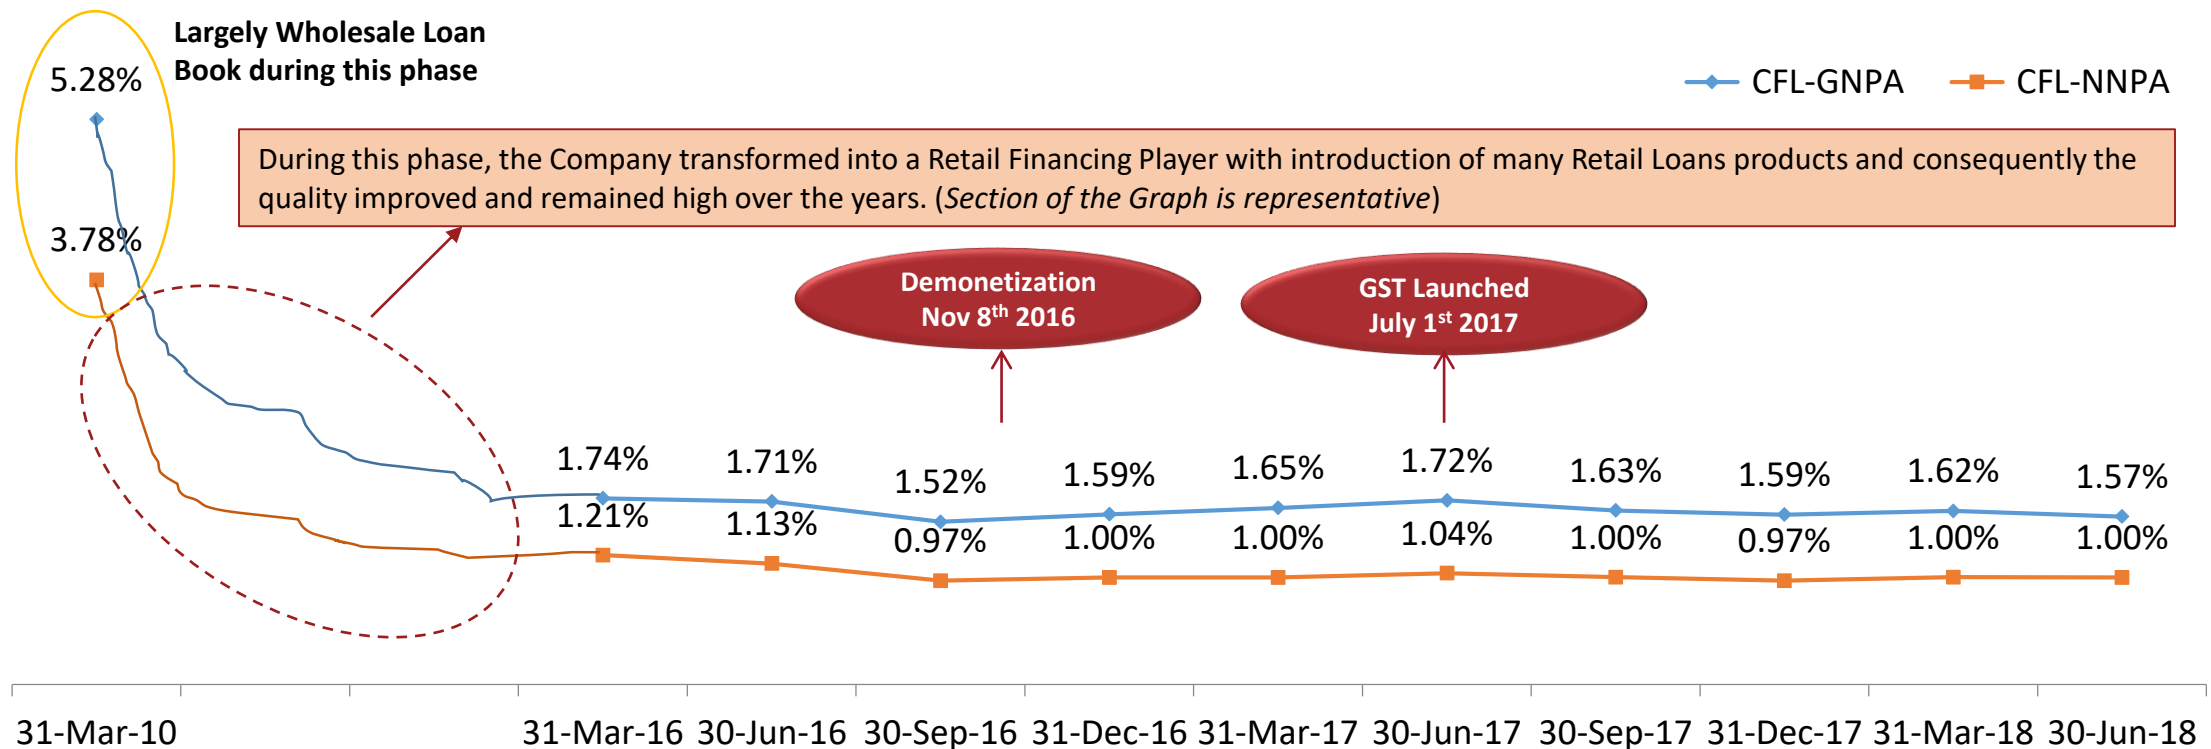 Largely Wholesale Loan
Book during this phase
5.28%
3.78%
CFL-GNPA
CFL-NNPA
During this phase, the Company transformed into a Retail Financing Player with introduction of many Retail Loans products and consequently the
quality improved and remained high over the years. (Section of the Graph is representative)
Demonetization
Nov 8th 2016
GST Launched
July 1st 2017
1.74% 1.71% 1.52% 1.59% 1.65% 1.72% 1.63% 1.59% 1.62% 1.57%
1.21% 1.13% 0.97% 1.00% 1.00% 1.04% 1.00% 0.97% 1.00% 1.00%
31-Mar-10 31-Mar-16 30-Jun-16 30-Sep-16 31-Dec-16 31-Mar-17 30-Jun-17 30-Sep-17 31-Dec-17 31-Mar-18 30-Jun-18